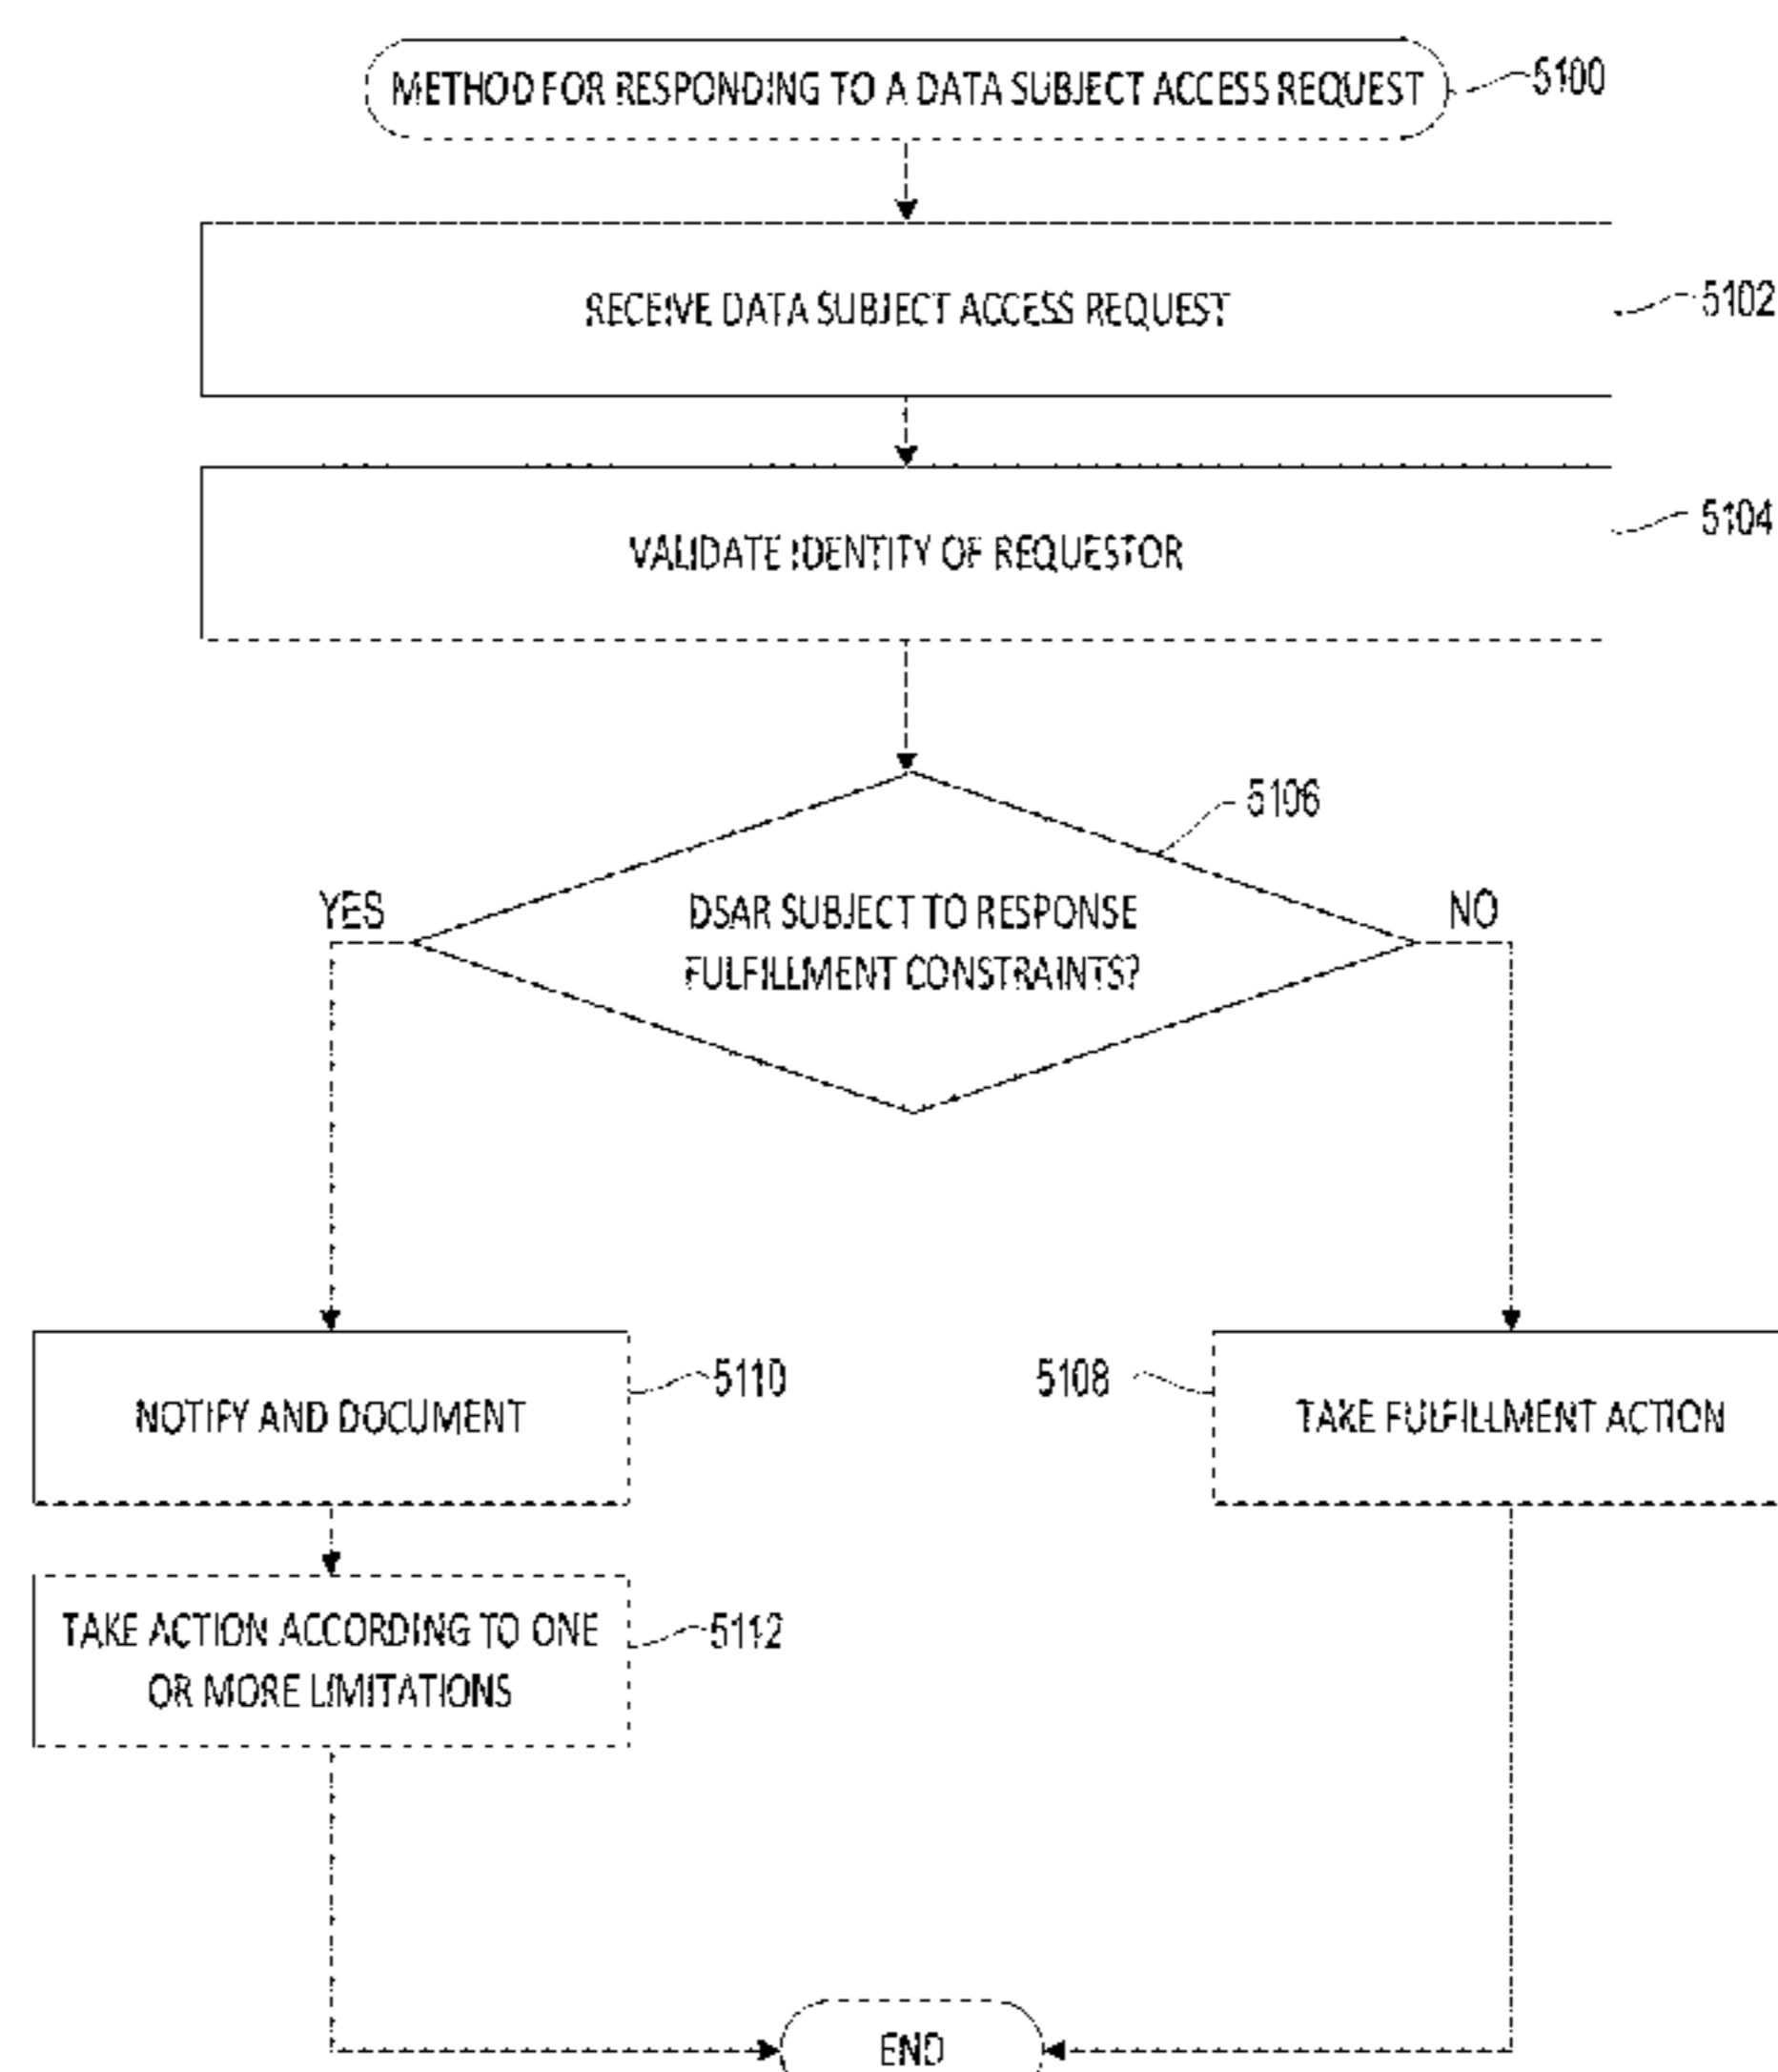 METHOD FOR RESPONDING TO A DATA SUBJECT ACCESS REQUEST
5100
RECEIVE DATA SUBJECT ACCESS REQUEST
5102
VALIDATE IDENTITY OF REQUESTOR
5104
5106
YES
DSAR SUBJECT TO RESPONSE
FULFILLMENT CONSTRAINTS?
NO
NOTIFY AND DOCUMENT
5110
5108
TAKE FULFILLMENT ACTION
TAKE ACTION ACCORDING TO ONE
OR MORE LIMITATIONS
5112
END